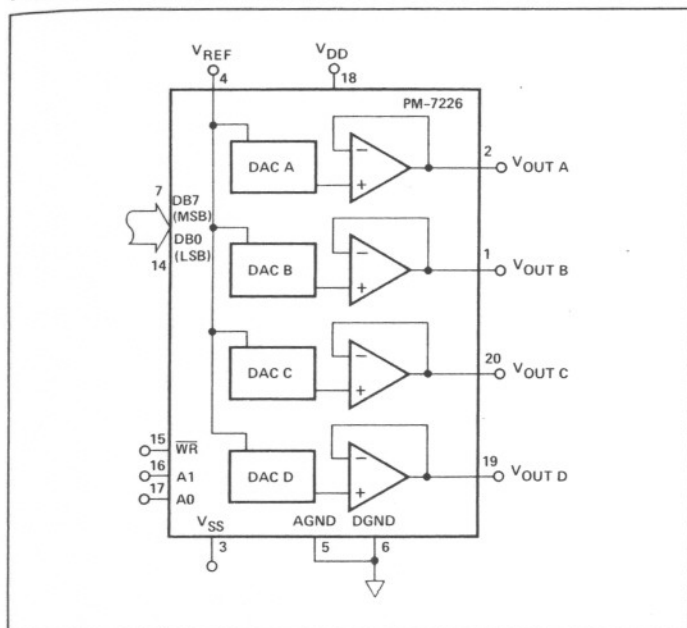 VREF
VDD
4
18
PM-7226
DAC A
−
+
2
VOUT A
7
DB7
(MSB)
DB0
(LSB)
14
DAC B
−
+
1
VOUT B
DAC C
−
+
20
VOUT C
15
WR
16
A1
17
A0
DAC D
−
+
19
VOUT D
VSS
AGND
DGND
3
5
6